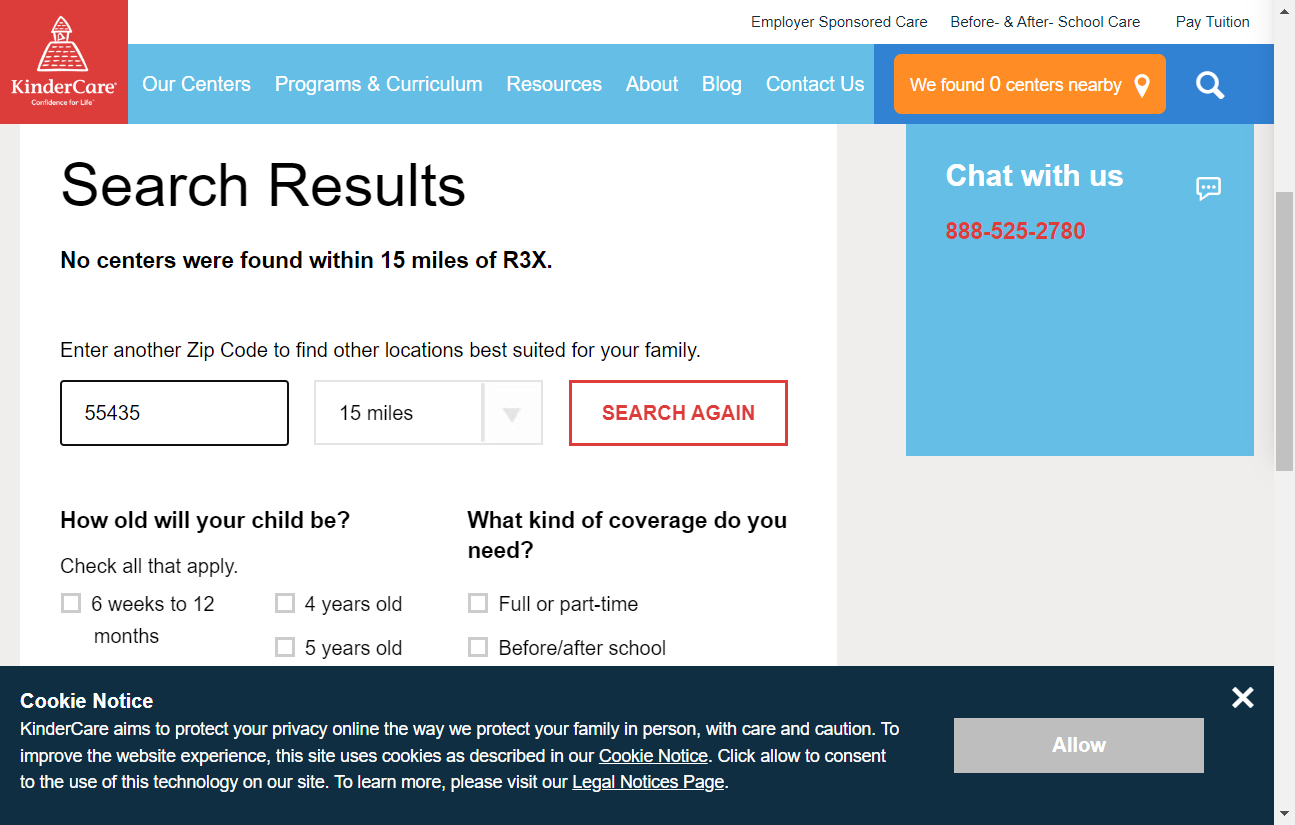 Employer Sponsored Care Before- & After- School Care Pay Tuition
KinderCare
Confidence for Life
Our Centers Programs & Curriculum Resources About Blog Contact Us We found 0 centers nearby
Search Results
No centers were found within 15 miles of R3X.
Enter another Zip Code to find other locations best suited for your family.
55435 15 miles SEARCH AGAIN
Chat with us
888-525-2780
How old will your child be?
Check all that apply.
6 weeks to 12
months
4 years old
5 years old
What kind of coverage do you
need?
Full or part-time
Before/after school
Cookie Notice
KinderCare aims to protect your privacy online the way we protect your family in person, with care and caution. To
improve the website experience, this site uses cookies as described in our Cookie Notice. Click allow to consent
to the use of this technology on our site. To learn more, please visit our Legal Notices Page.
Allow